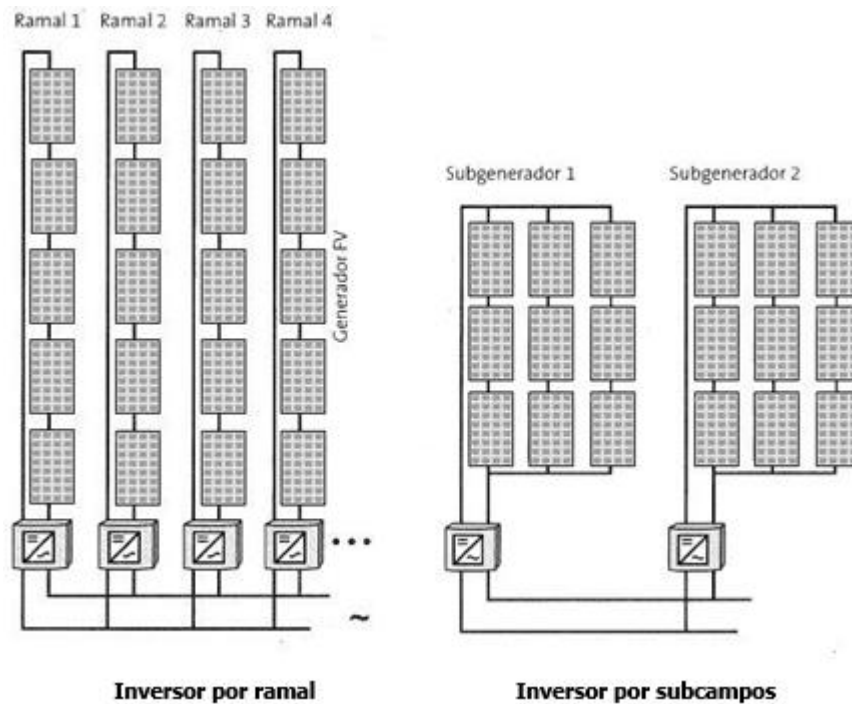 Ramal 1 Ramal 2 Ramal 3 Ramal 4
Generador FV
Subgenerador 1 Subgenerador 2
...
~
Inversor por ramal
Inversor por subcampos